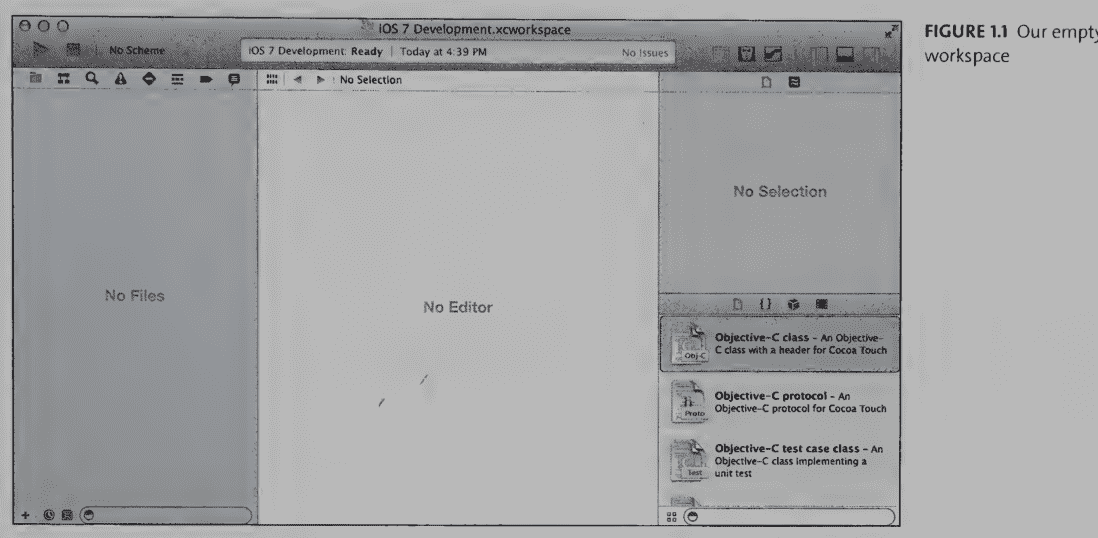 iOS 7 Development.xcworkspace
No Scheme
iOS 7 Development: Ready | Today at 4:39 PM
No Issues
No Selection
No Selection
No Files
No Editor
Objective-C class – An Objective-
C class with a header for Cocoa Touch
Obj-C
Objective-C protocol – An
Objective-C protocol for Cocoa Touch
Proto
Objective-C test case class – An
Objective-C class implementing a
unit test
Test
FIGURE 1.1 Our empty
workspace